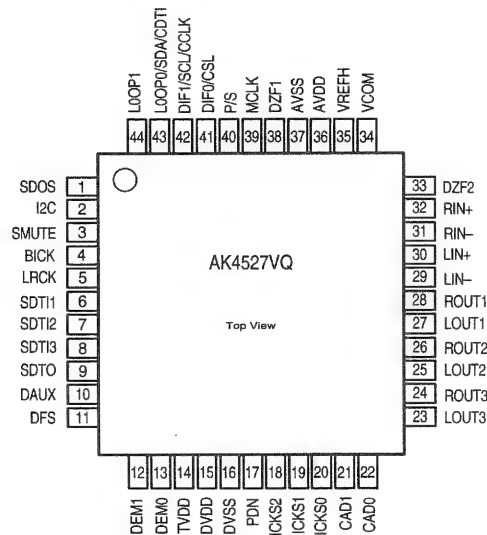 L0OP1
L0OP0/SDA/CDTI
DIF1/SCL/CCLK
DIF0/CSL
P/S
MCLK
DZF1
AVSS
AVDD
VREFH
VCOM
44
43
42
41
40
39
38
37
36
35
34
SDOS 1
I2C 2
SMUTE 3
BICK 4
LRCK 5
SDTI1 6
SDTI2 7
SDTI3 8
SDTO 9
DAUX 10
DFS 11
AK4527VQ
Top View
33 DZF2
32 RIN+
31 RIN–
30 LIN+
29 LIN–
28 ROUT1
27 LOUT1
26 ROUT2
25 LOUT2
24 ROUT3
23 LOUT3
12
13
14
15
16
17
18
19
20
21
22
DEM1
DEM0
TVDD
DVDD
DVSS
PDN
ICKS2
ICKS1
ICKS0
CAD1
CAD0